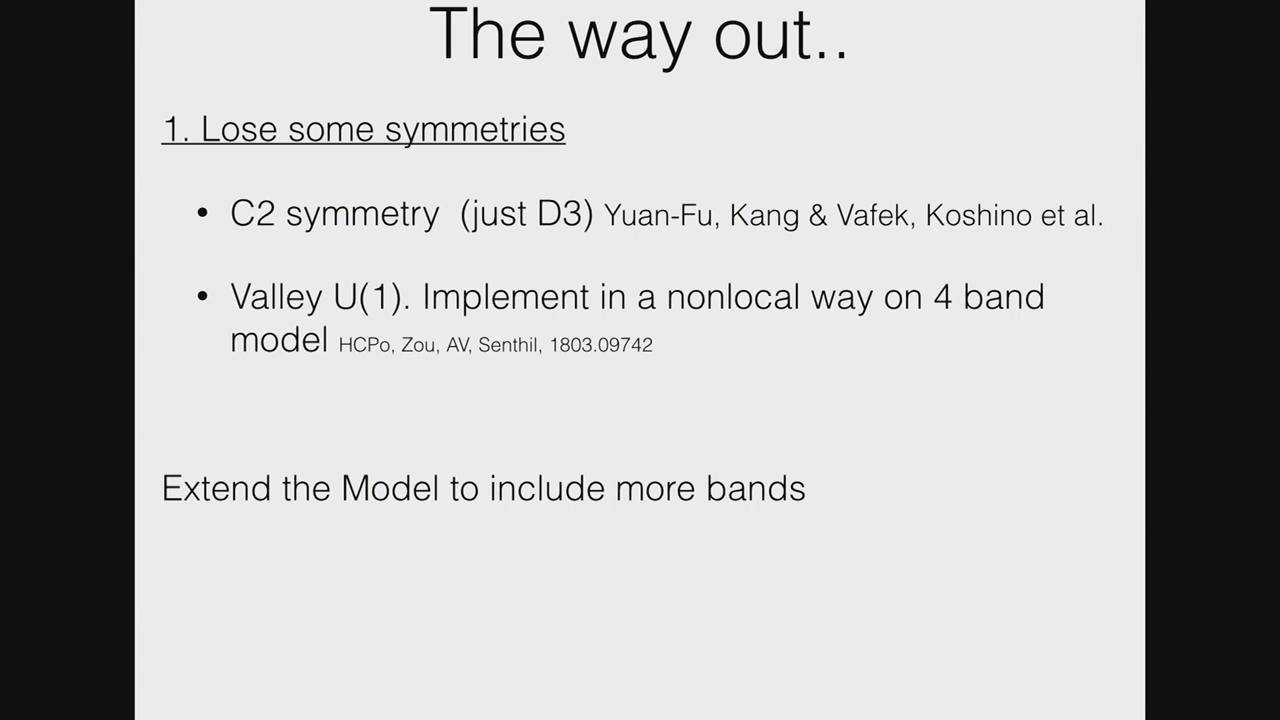 The way out..
1. Lose some symmetries
• C2 symmetry (just D3) Yuan-Fu, Kang & Vafek, Koshino et al.
• Valley U(1). Implement in a nonlocal way on 4 band
model HCPo, Zou, AV, Senthil, 1803.09742
Extend the Model to include more bands